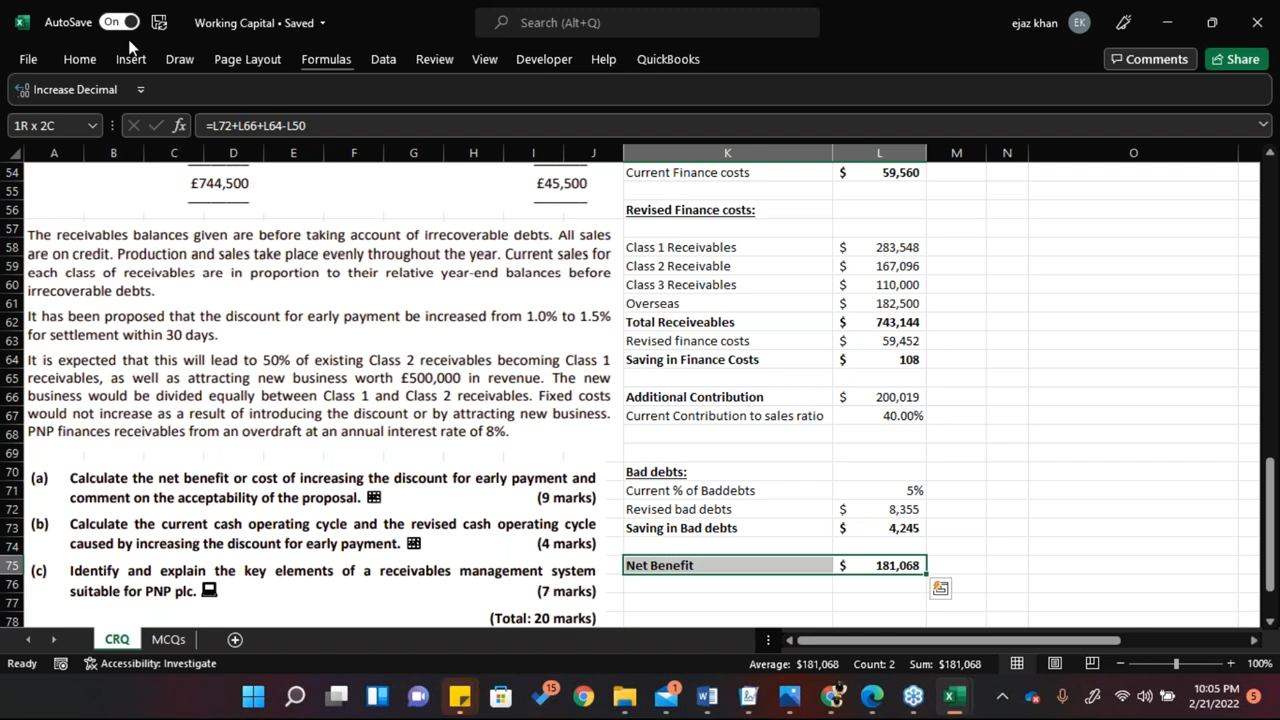 AutoSave On Working Capital • Saved Search (Alt+Q) ejaz khan EK
File Home Insert Draw Page Layout Formulas Data Review View Developer Help QuickBooks Comments Share
Increase Decimal
1R x 2C fx =L72+L66+L64-L50
A B C D E F G H I J K L M N O
54 Current Finance costs $ 59,560
55 £744,500 £45,500
56 Revised Finance costs:
57 The receivables balances given are before taking account of irrecoverable debts. All sales
58 are on credit. Production and sales take place evenly throughout the year. Current sales for Class 1 Receivables $ 283,548
59 each class of receivables are in proportion to their relative year-end balances before Class 2 Receivable $ 167,096
60 irrecoverable debts. Class 3 Receivables $ 110,000
61 Overseas $ 182,500
62 It has been proposed that the discount for early payment be increased from 1.0% to 1.5% Total Receiveables $ 743,144
63 for settlement within 30 days. Revised finance costs $ 59,452
64 It is expected that this will lead to 50% of existing Class 2 receivables becoming Class 1 Saving in Finance Costs $ 108
65 receivables, as well as attracting new business worth £500,000 in revenue. The new
66 business would be divided equally between Class 1 and Class 2 receivables. Fixed costs Additional Contribution $ 200,019
67 would not increase as a result of introducing the discount or by attracting new business. Current Contribution to sales ratio 40.00%
68 PNP finances receivables from an overdraft at an annual interest rate of 8%.
69
70 (a) Calculate the net benefit or cost of increasing the discount for early payment and Bad debts:
71 comment on the acceptability of the proposal. (9 marks) Current % of Baddebts 5%
72 (b) Calculate the current cash operating cycle and the revised cash operating cycle Revised bad debts $ 8,355
73 caused by increasing the discount for early payment. (4 marks) Saving in Bad debts $ 4,245
74
75 (c) Identify and explain the key elements of a receivables management system Net Benefit $ 181,068
76 suitable for PNP plc. (7 marks)
77
78 (Total: 20 marks)
CRQ MCQs
Ready Accessibility: Investigate Average: $181,068 Count: 2 Sum: $181,068 100%
15 1 10:05 PM
2/21/2022 5